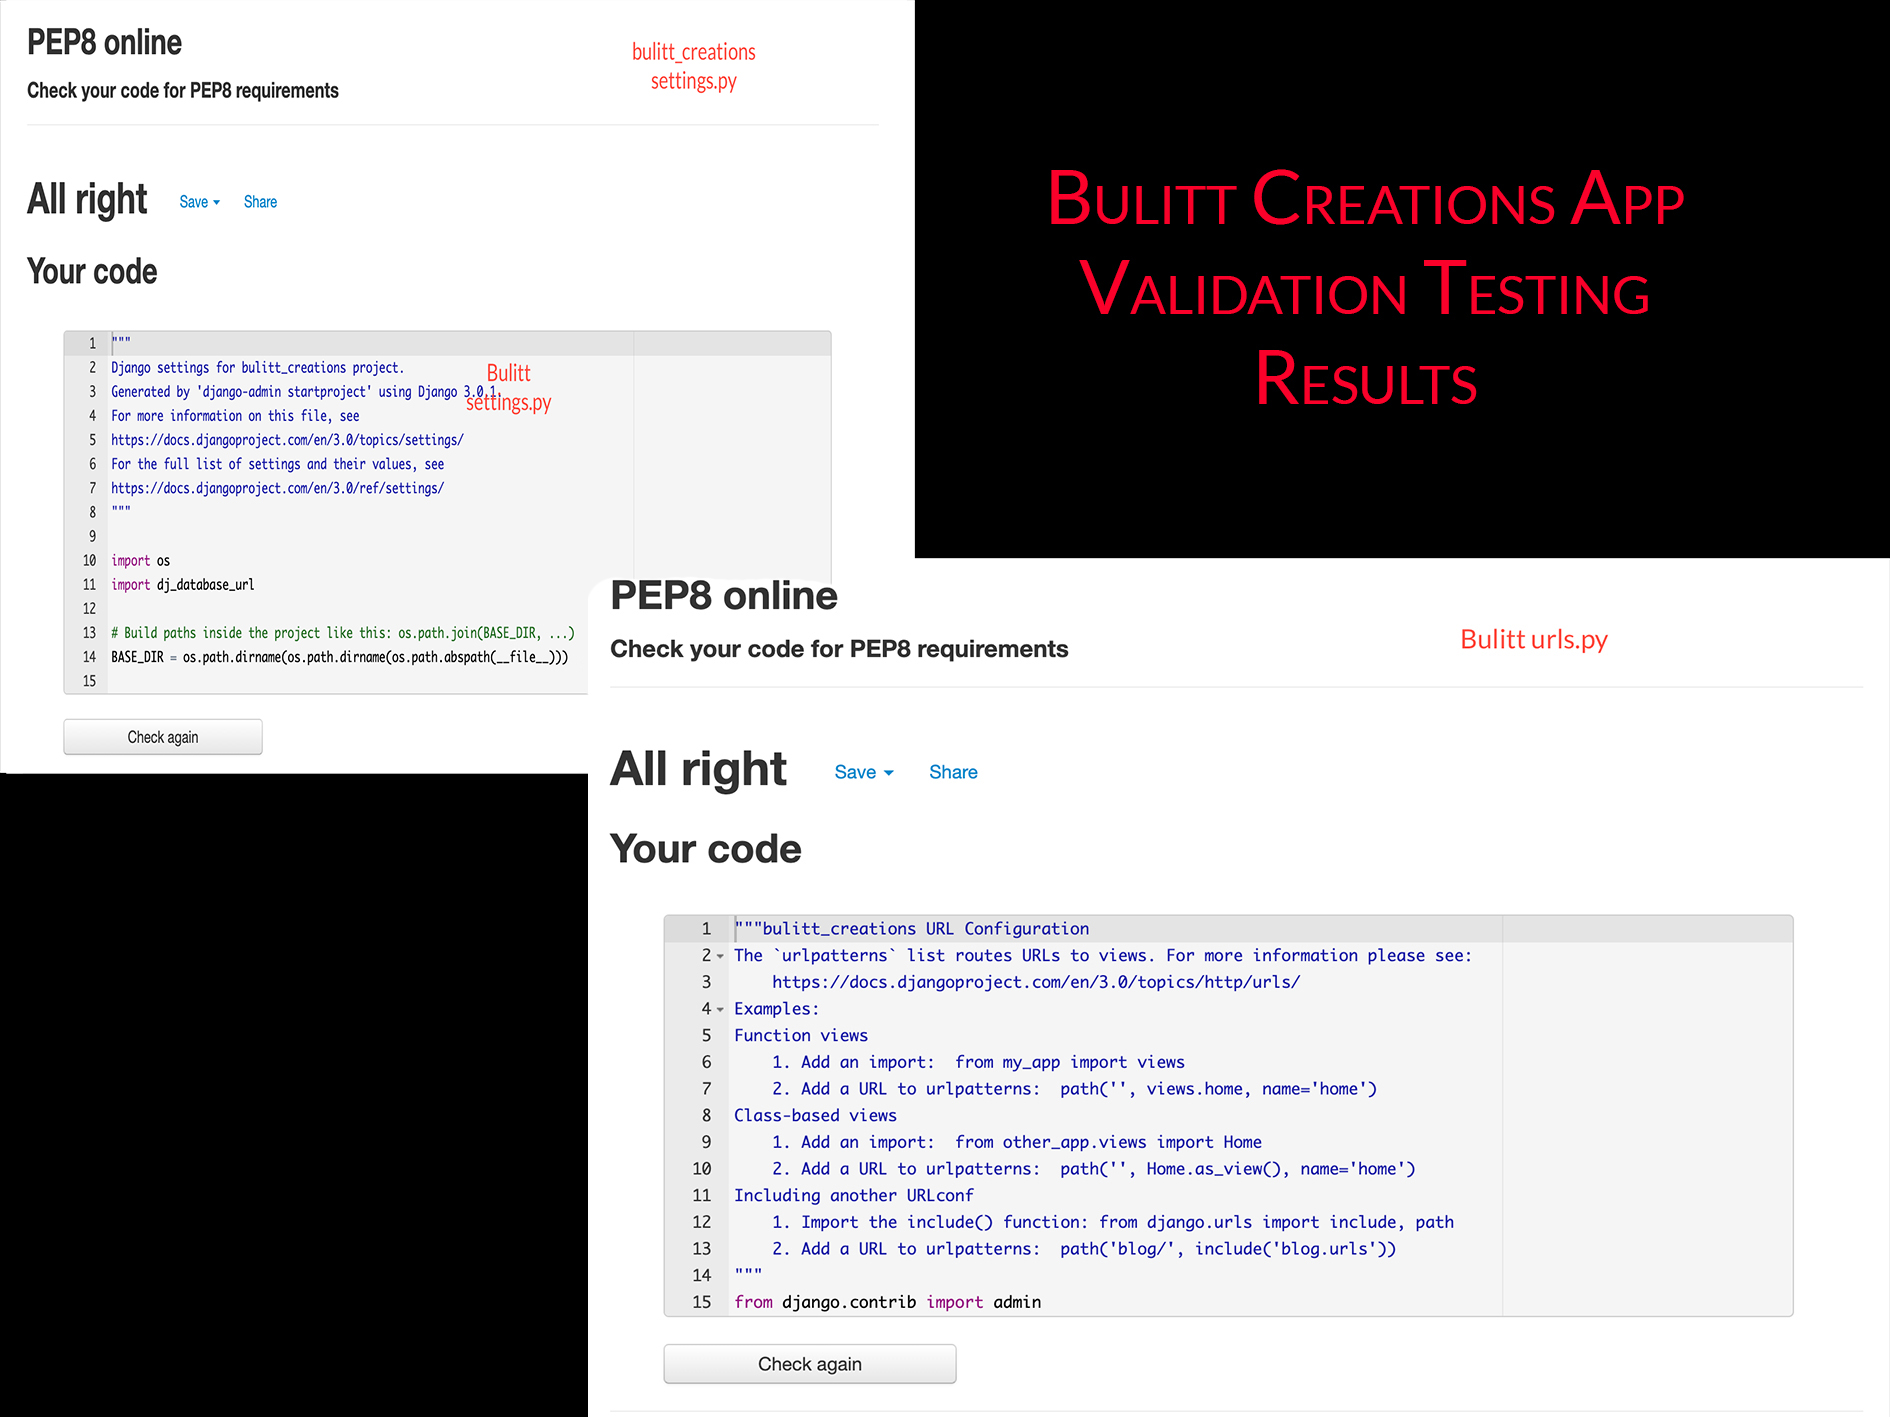 PEP8 online
bulitt_creations
settings.py
Check your code for PEP8 requirements
All right Save Share
Your code
1 """
2 Django settings for bulitt_creations project.
Bulitt
settings.py
3 Generated by 'django-admin startproject' using Django 3.0.1.
4 For more information on this file, see
5 https://docs.djangoproject.com/en/3.0/topics/settings/
6 For the full list of settings and their values, see
7 https://docs.djangoproject.com/en/3.0/ref/settings/
8 """
9
10 import os
11 import dj_database_url
12
13 # Build paths inside the project like this: os.path.join(BASE_DIR, ...)
14 BASE_DIR = os.path.dirname(os.path.dirname(os.path.abspath(__file__)))
15
Check again
Bulitt Creations App
Validation Testing
Results
PEP8 online
Bulitt urls.py
Check your code for PEP8 requirements
All right Save Share
Your code
1 """bulitt_creations URL Configuration
2 The `urlpatterns` list routes URLs to views. For more information please see:
3     https://docs.djangoproject.com/en/3.0/topics/http/urls/
4 Examples:
5 Function views
6     1. Add an import:  from my_app import views
7     2. Add a URL to urlpatterns:  path('', views.home, name='home')
8 Class-based views
9     1. Add an import:  from other_app.views import Home
10     2. Add a URL to urlpatterns:  path('', Home.as_view(), name='home')
11 Including another URLconf
12     1. Import the include() function: from django.urls import include, path
13     2. Add a URL to urlpatterns:  path('blog/', include('blog.urls'))
14 """
15 from django.contrib import admin
Check again